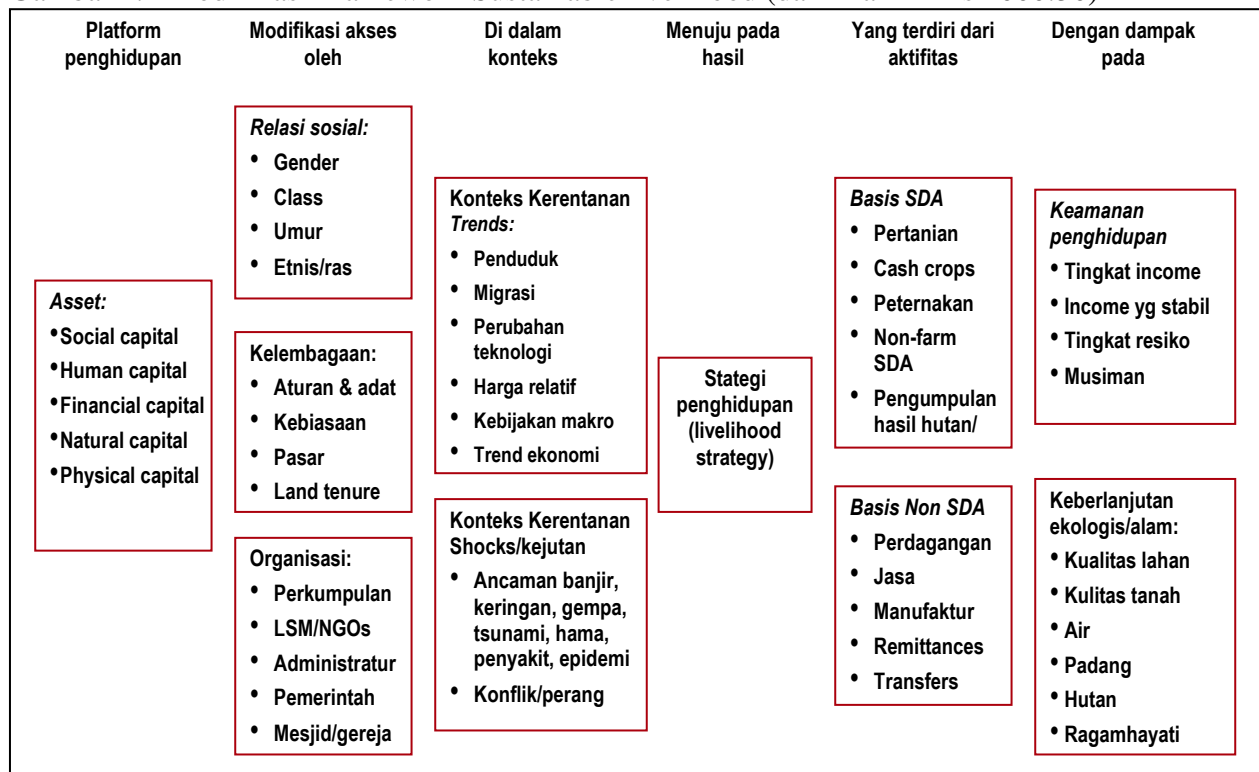 Platform
penghidupan
Modifikasi akses
oleh
Di dalam
konteks
Menuju pada
hasil
Yang terdiri dari
aktifitas
Dengan dampak
pada
Asset:
•Social capital
•Human capital
•Financial capital
•Natural capital
•Physical capital
Relasi sosial:
• Gender
• Class
• Umur
• Etnis/ras
Kelembagaan:
• Aturan & adat
• Kebiasaan
• Pasar
• Land tenure
Organisasi:
• Perkumpulan
• LSM/NGOs
• Administratur
• Pemerintah
• Mesjid/gereja
Konteks Kerentanan
Trends:
• Penduduk
• Migrasi
• Perubahan
teknologi
• Harga relatif
• Kebijakan makro
• Trend ekonomi
Konteks Kerentanan
Shocks/kejutan
• Ancaman banjir,
keringan, gempa,
tsunami, hama,
penyakit, epidemi
• Konflik/perang
Stategi
penghidupan
(livelihood
strategy)
Basis SDA
• Pertanian
• Cash crops
• Peternakan
• Non-farm
SDA
• Pengumpulan
hasil hutan/
Basis Non SDA
• Perdagangan
• Jasa
• Manufaktur
• Remittances
• Transfers
Keamanan
penghidupan
• Tingkat income
• Income yg stabil
• Tingkat resiko
• Musiman
Keberlanjutan
ekologis/alam:
• Kualitas lahan
• Kulitas tanah
• Air
• Padang
• Hutan
• Ragamhayati